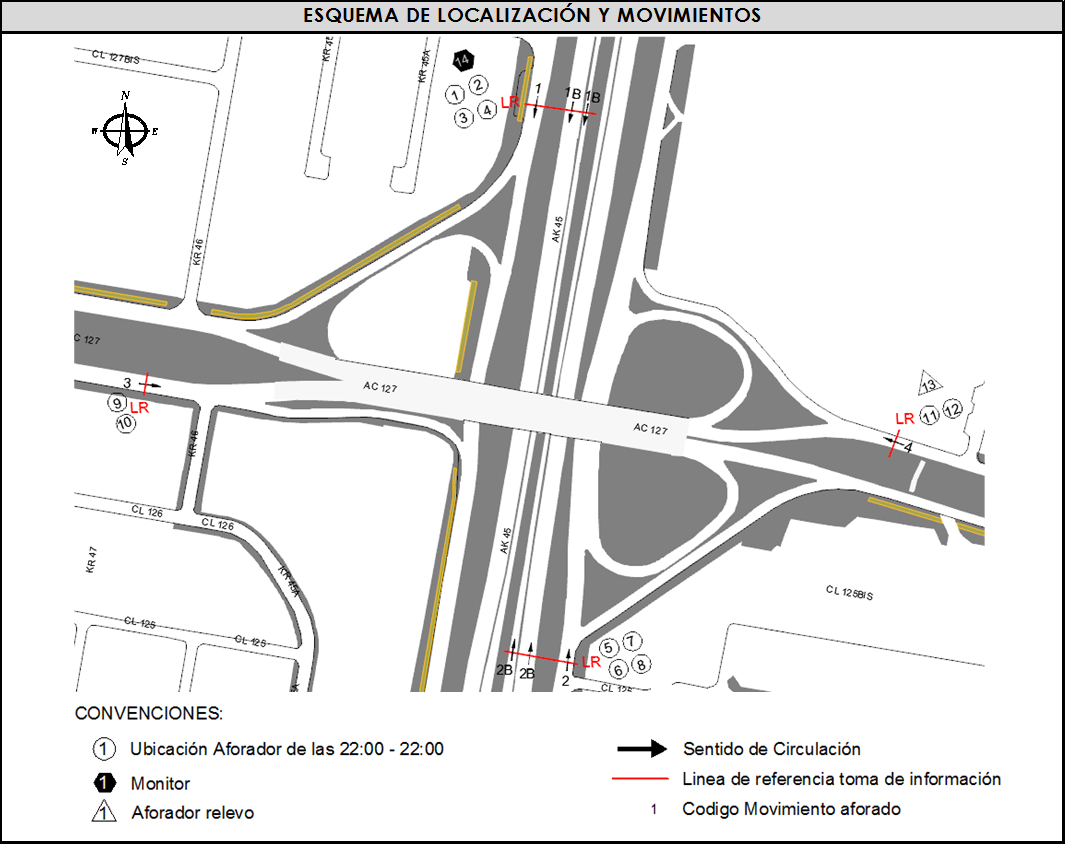 ESQUEMA DE LOCALIZACIÓN Y MOVIMIENTOS
CL 127BIS
KR 45
KR 45A
14
1
2
3
4
LR
1
1B
1B
N
W
E
S
KR 46
AK 45
C 127
AC 127
AC 127
3
9
LR
10
13
LR
11
12
4
KR 46
CL 126
CL 126
AK 45
KR 47
KR 45A
CL 125BIS
CL 125
CL 125
2B
2B
2
LR
5
7
6
8
CL 125
CONVENCIONES:
1 Ubicación Aforador de las 22:00 - 22:00
1 Monitor
1 Aforador relevo
Sentido de Circulación
Linea de referencia toma de información
1 Codigo Movimiento aforado